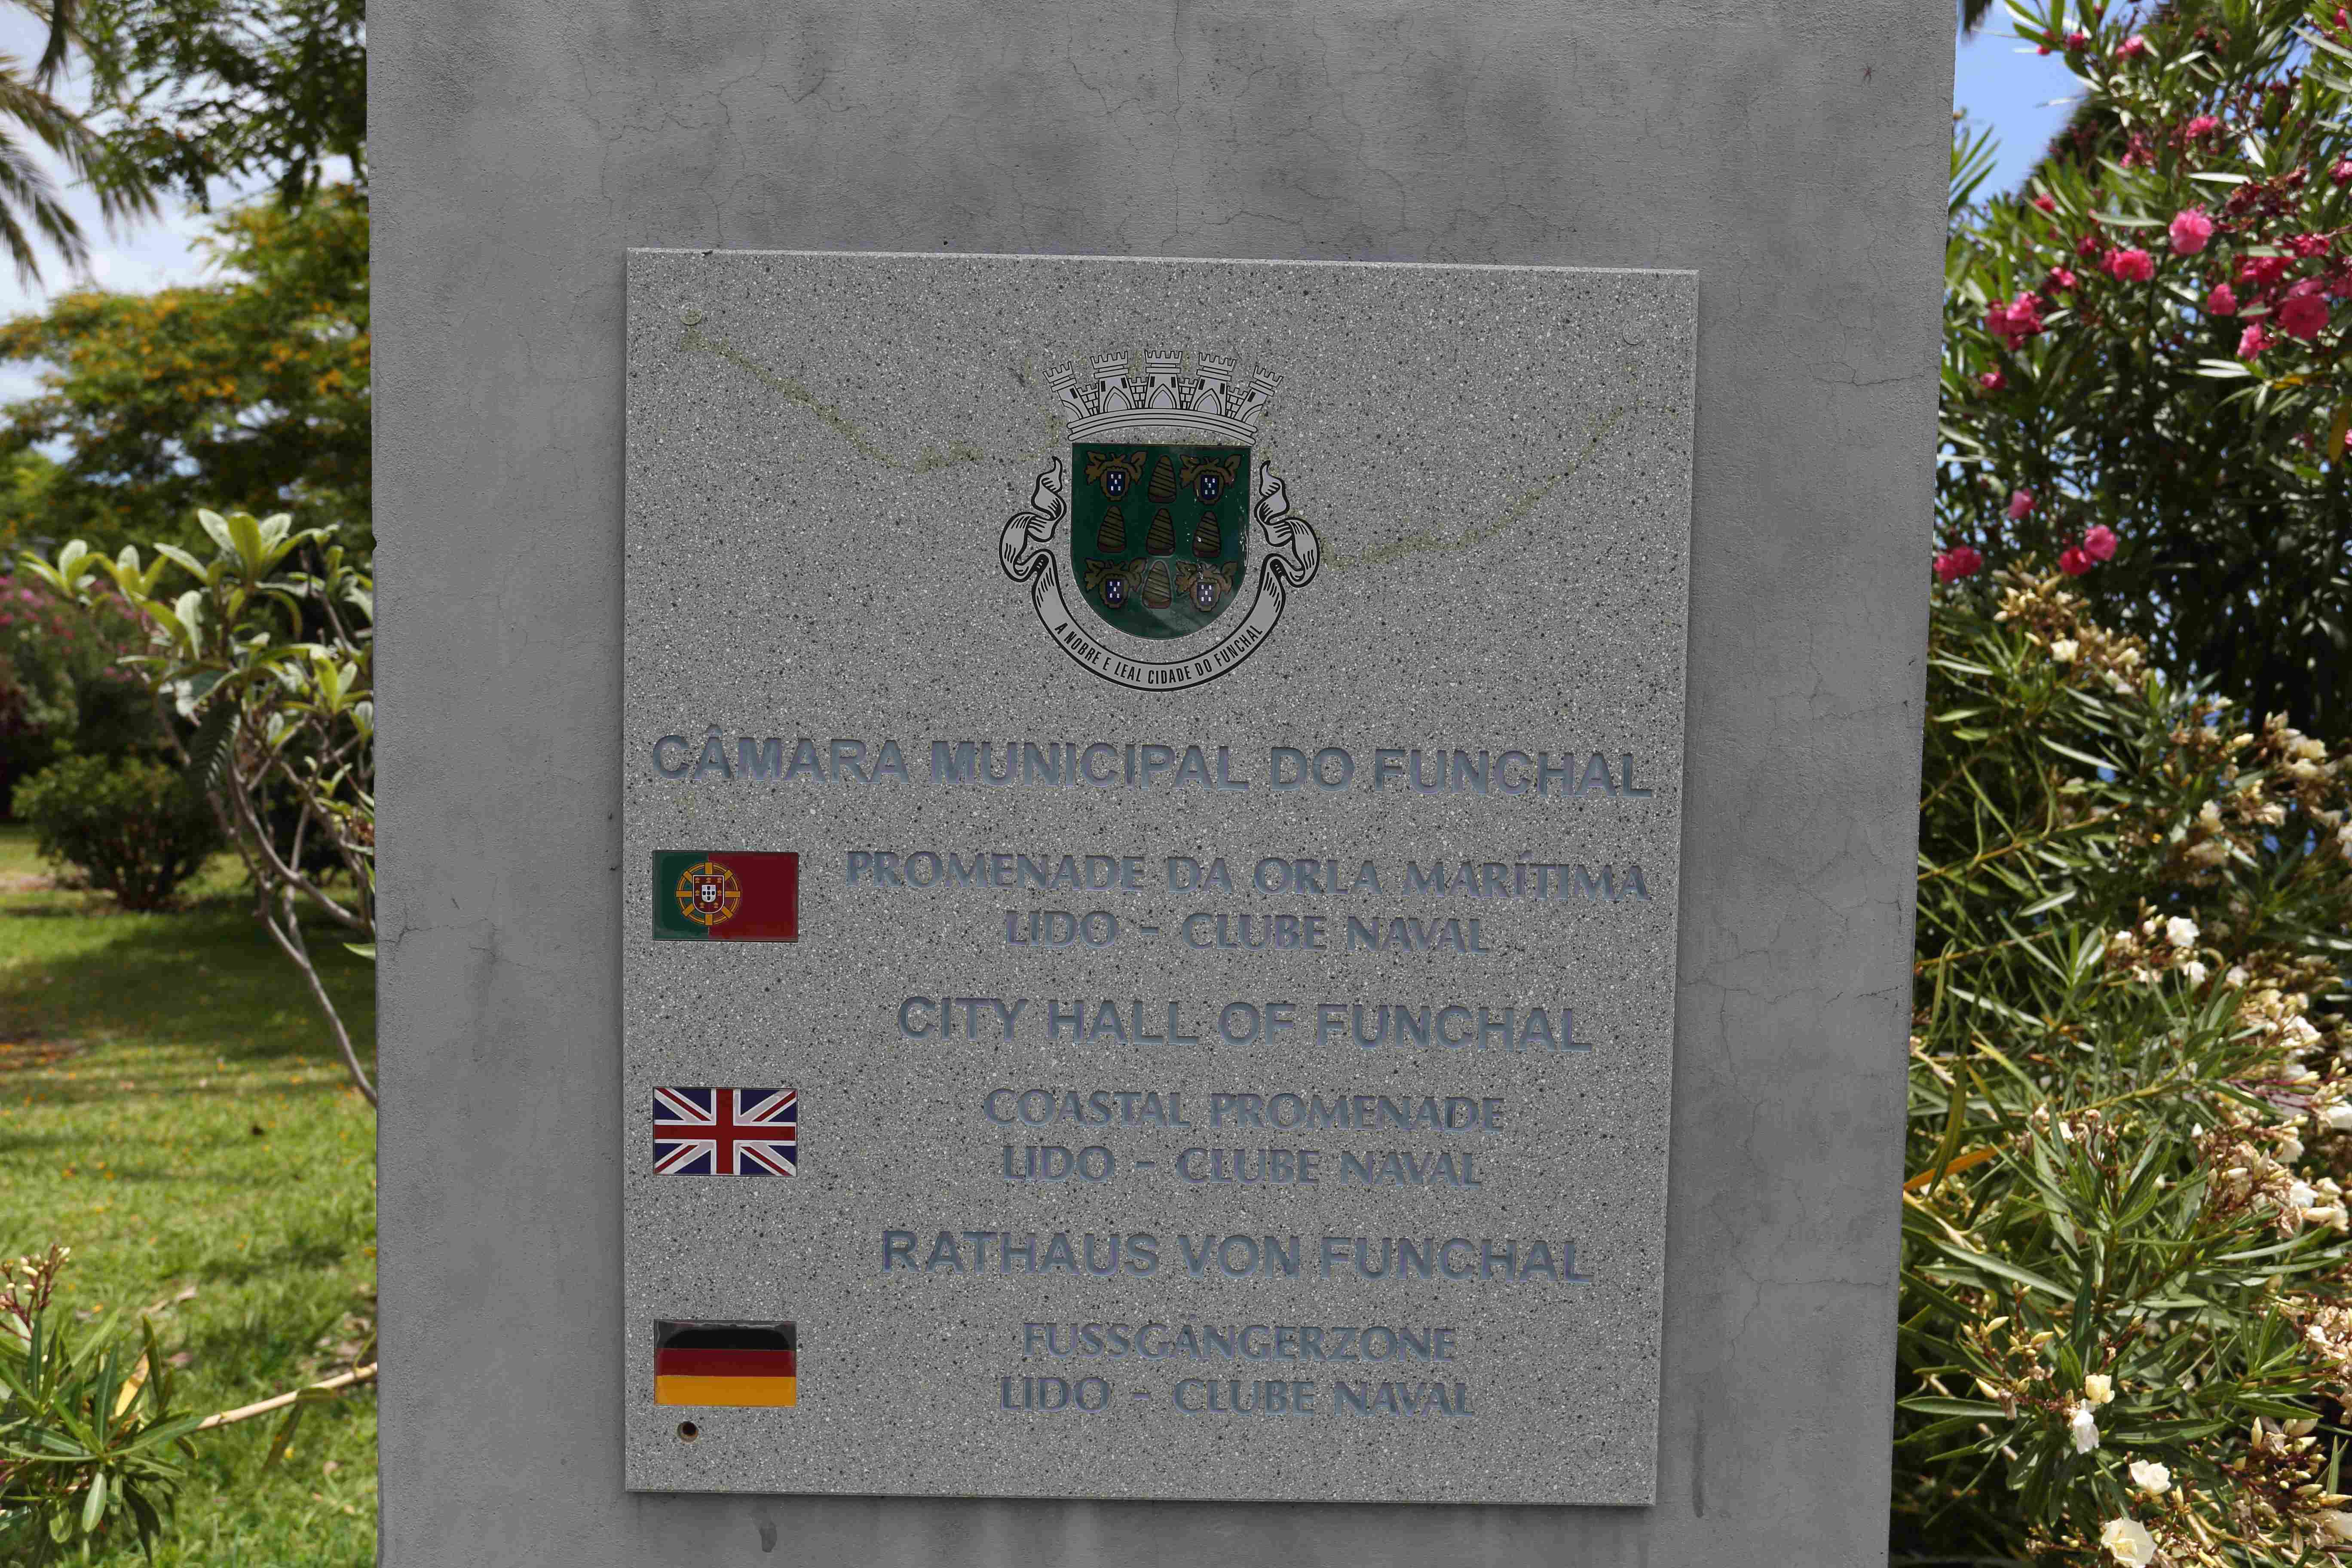 A NOBRE E LEAL CIDADE DO FUNCHAL
CÂMARA MUNICIPAL DO FUNCHAL
PROMENADE DA ORLA MARÍTIMA
LIDO - CLUBE NAVAL
CITY HALL OF FUNCHAL
COASTAL PROMENADE
LIDO - CLUBE NAVAL
RATHAUS VON FUNCHAL
FUSSGÄNGERZONE
LIDO - CLUBE NAVAL